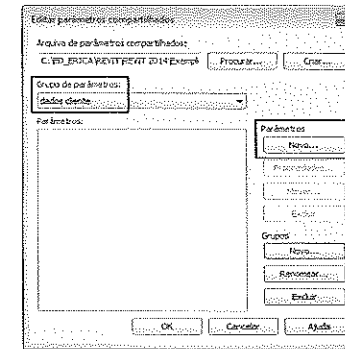 Editar parâmetros compartilhados
Arquivo de parâmetros compartilhados:
C:\ED_ERICA\REVIT\REVIT 2014\Exempl
Procurar...
Criar...
Grupo de parâmetros:
dados cliente
Parâmetros:
Parâmetros
Novo...
Propriedades...
Mover...
Excluir
Grupos
Novo...
Renomear...
Excluir
OK
Cancelar
Ajuda